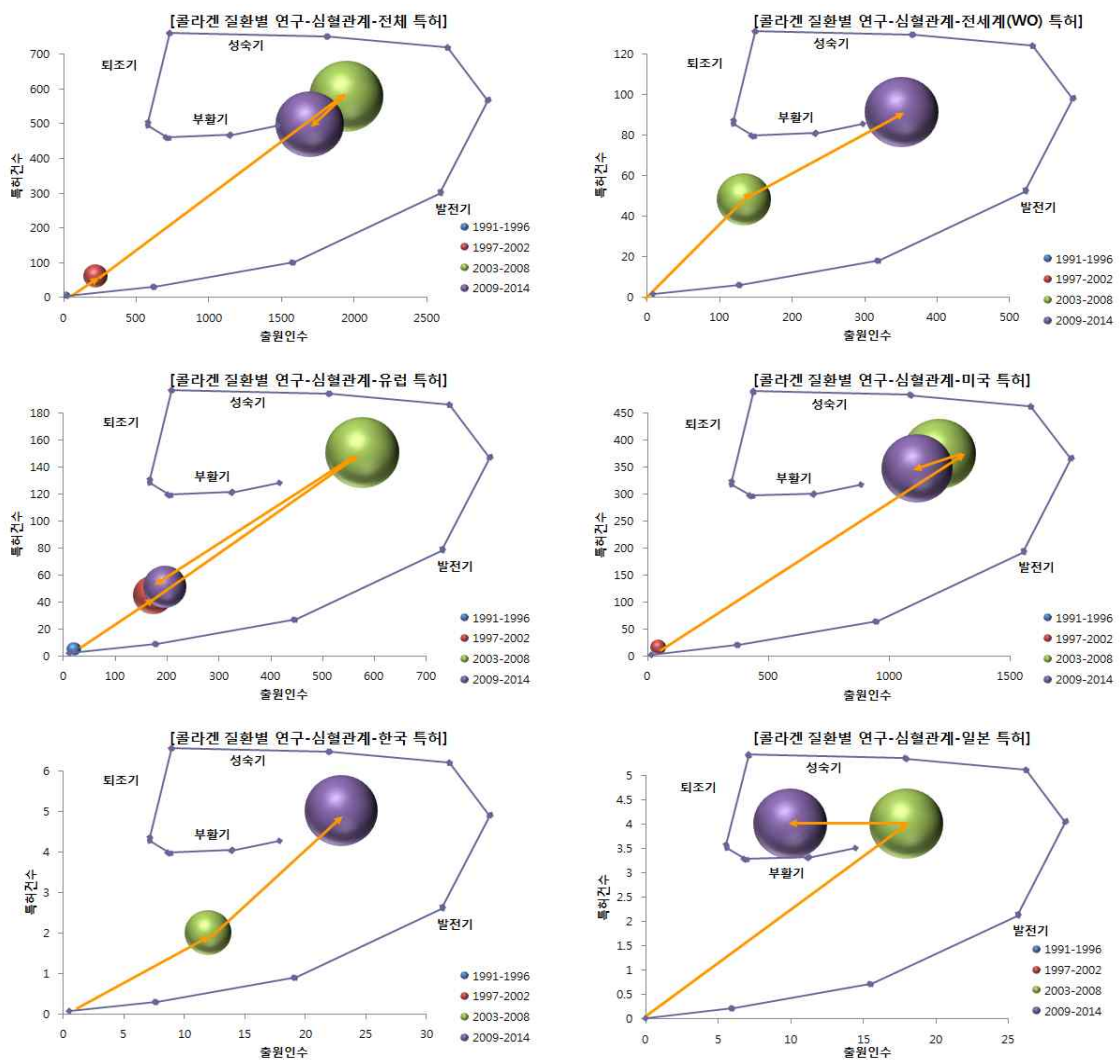 [콜라겐 질환별 연구-심혈관계-전체 특허]
700
600
500
400
300
200
100
0
특허건수
퇴조기
성숙기
부활기
발전기
1991-1996
1997-2002
2003-2008
2009-2014
0 500 1000 1500 2000 2500
출원인수
[콜라겐 질환별 연구-심혈관계-전세계(WO) 특허]
120
100
80
60
40
20
0
특허건수
퇴조기
성숙기
부활기
발전기
1991-1996
1997-2002
2003-2008
2009-2014
0 100 200 300 400 500
출원인수
[콜라겐 질환별 연구-심혈관계-유럽 특허]
180
160
140
120
100
80
60
40
20
0
특허건수
퇴조기
성숙기
부활기
발전기
1991-1996
1997-2002
2003-2008
2009-2014
0 100 200 300 400 500 600 700
출원인수
[콜라겐 질환별 연구-심혈관계-미국 특허]
450
400
350
300
250
200
150
100
50
0
특허건수
퇴조기
성숙기
부활기
발전기
1991-1996
1997-2002
2003-2008
2009-2014
0 500 1000 1500
출원인수
[콜라겐 질환별 연구-심혈관계-한국 특허]
6
5
4
3
2
1
0
특허건수
퇴조기
성숙기
부활기
발전기
1991-1996
1997-2002
2003-2008
2009-2014
0 5 10 15 20 25 30
출원인수
[콜라겐 질환별 연구-심혈관계-일본 특허]
5
4.5
4
3.5
3
2.5
2
1.5
1
0.5
0
특허건수
퇴조기
성숙기
부활기
발전기
1991-1996
1997-2002
2003-2008
2009-2014
0 5 10 15 20 25
출원인수